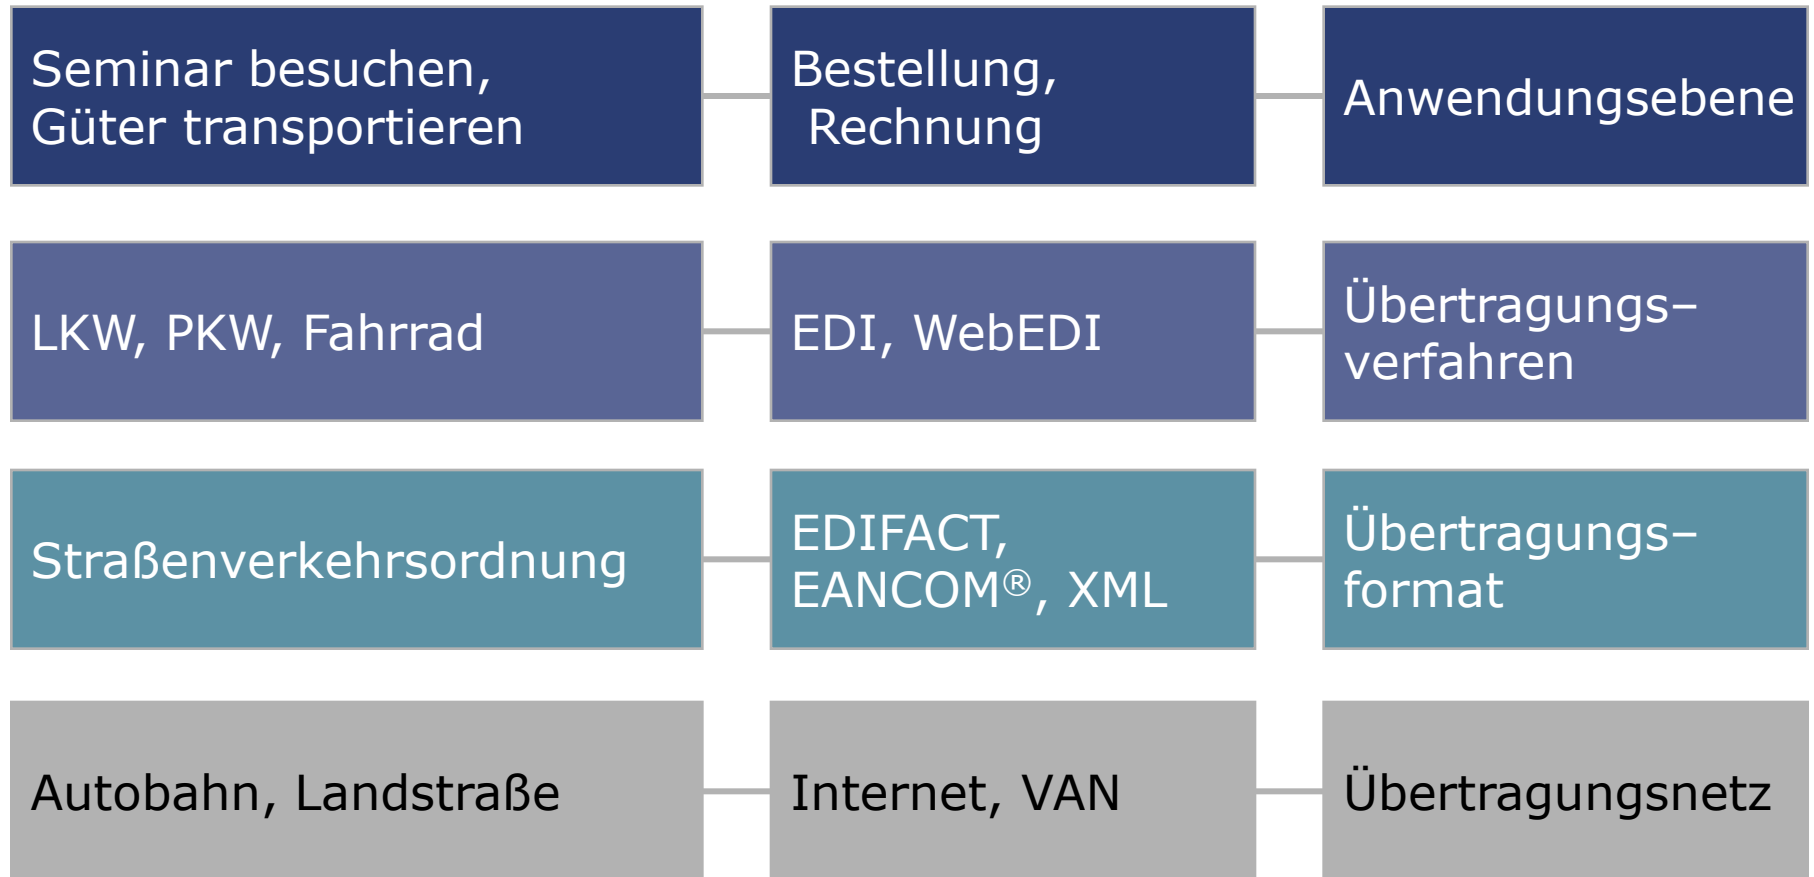 Seminar besuchen,
Güter transportieren
Bestellung,
Rechnung
Anwendungsebene
LKW, PKW, Fahrrad
EDI, WebEDI
Übertragungs–
verfahren
Straßenverkehrsordnung
EDIFACT,
EANCOM®, XML
Übertragungs–
format
Autobahn, Landstraße
Internet, VAN
Übertragungsnetz